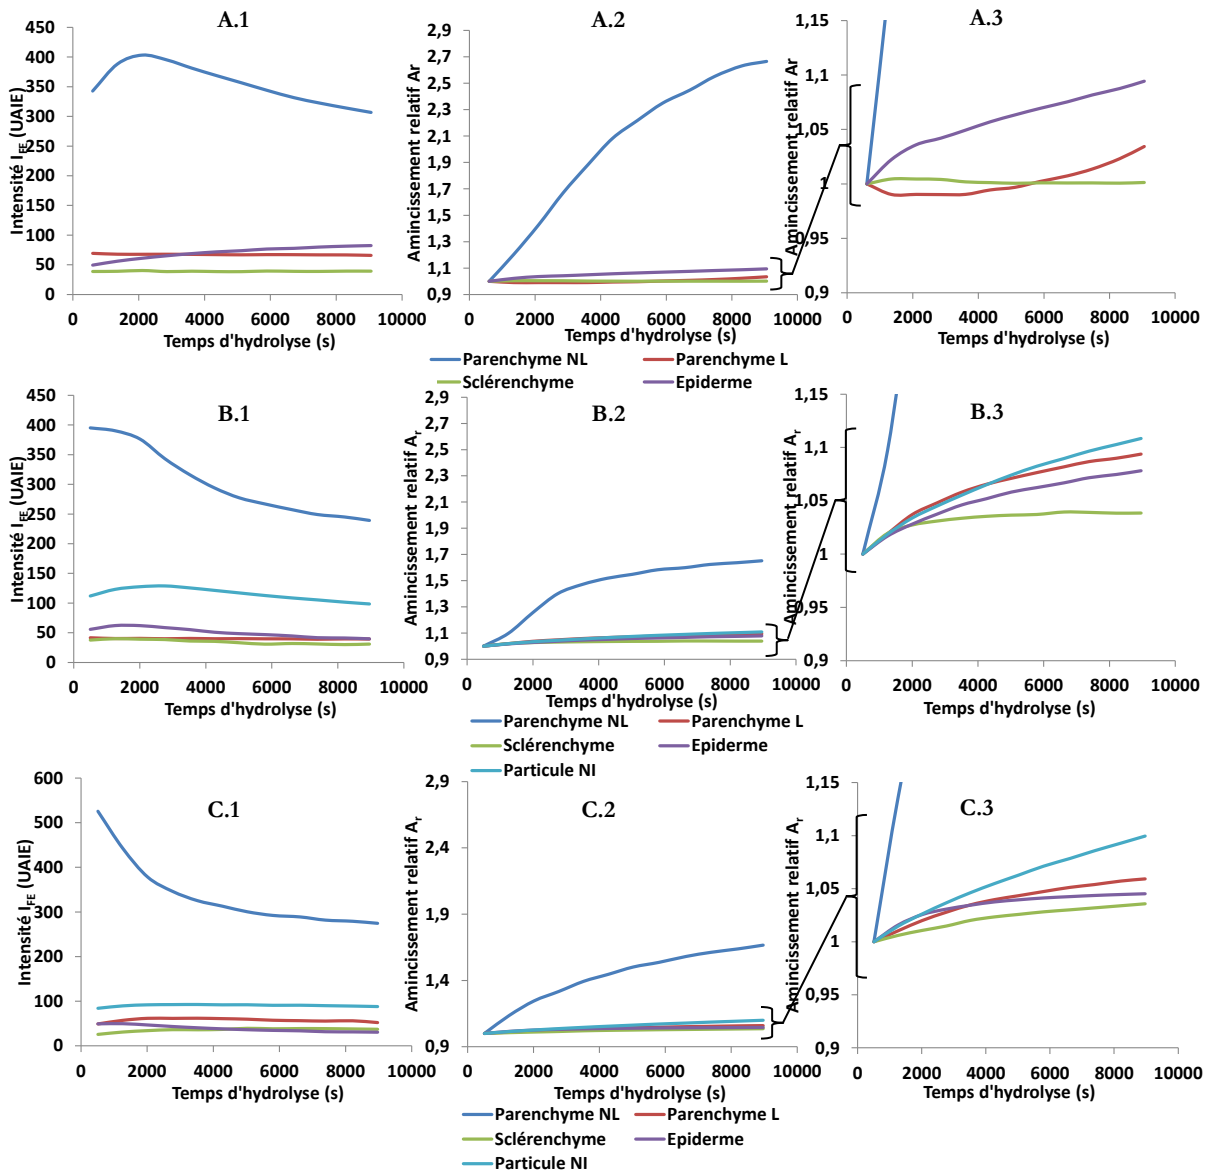 A.1
Intensité I_FE (UAIE)
450
400
350
300
250
200
150
100
50
0
0 2000 4000 6000 8000 10000
Temps d'hydrolyse (s)
A.2
Amincissement relatif Ar
2,9
2,7
2,5
2,3
2,1
1,9
1,7
1,5
1,3
1,1
0,9
0 2000 4000 6000 8000 10000
Temps d'hydrolyse (s)
A.3
Amincissement relatif Ar
1,15
1,1
1,05
1
0,95
0,9
0 2000 4000 6000 8000 10000
Temps d'hydrolyse (s)
Parenchyme NL Parenchyme L
Sclérenchyme Epiderme
B.1
Intensité I_FE (UAIE)
450
400
350
300
250
200
150
100
50
0
0 2000 4000 6000 8000 10000
Temps d'hydrolyse (s)
B.2
Amincissement relatif A_r
2,9
2,7
2,5
2,3
2,1
1,9
1,7
1,5
1,3
1,1
0,9
0 2000 4000 6000 8000 10000
Temps d'hydrolyse (s)
B.3
Amincissement relatif A_r
1,15
1,1
1,05
1
0,95
0,9
0 2000 4000 6000 8000 10000
Temps d'hydrolyse (s)
Parenchyme NL Parenchyme L
Sclérenchyme Epiderme
Particule NI
C.1
Intensité I_FE (UAIE)
600
500
400
300
200
100
0
0 2000 4000 6000 8000 10000
Temps d'hydrolyse (s)
C.2
Amincissement relatif A_r
2,9
2,4
1,9
1,4
0,9
0 2000 4000 6000 8000 10000
Temps d'hydrolyse (s)
C.3
Amincissement relatif A_r
1,15
1,1
1,05
1
0,95
0,9
0 2000 4000 6000 8000 10000
Temps d'hydrolyse (s)
Parenchyme NL Parenchyme L
Sclérenchyme Epiderme
Particule NI